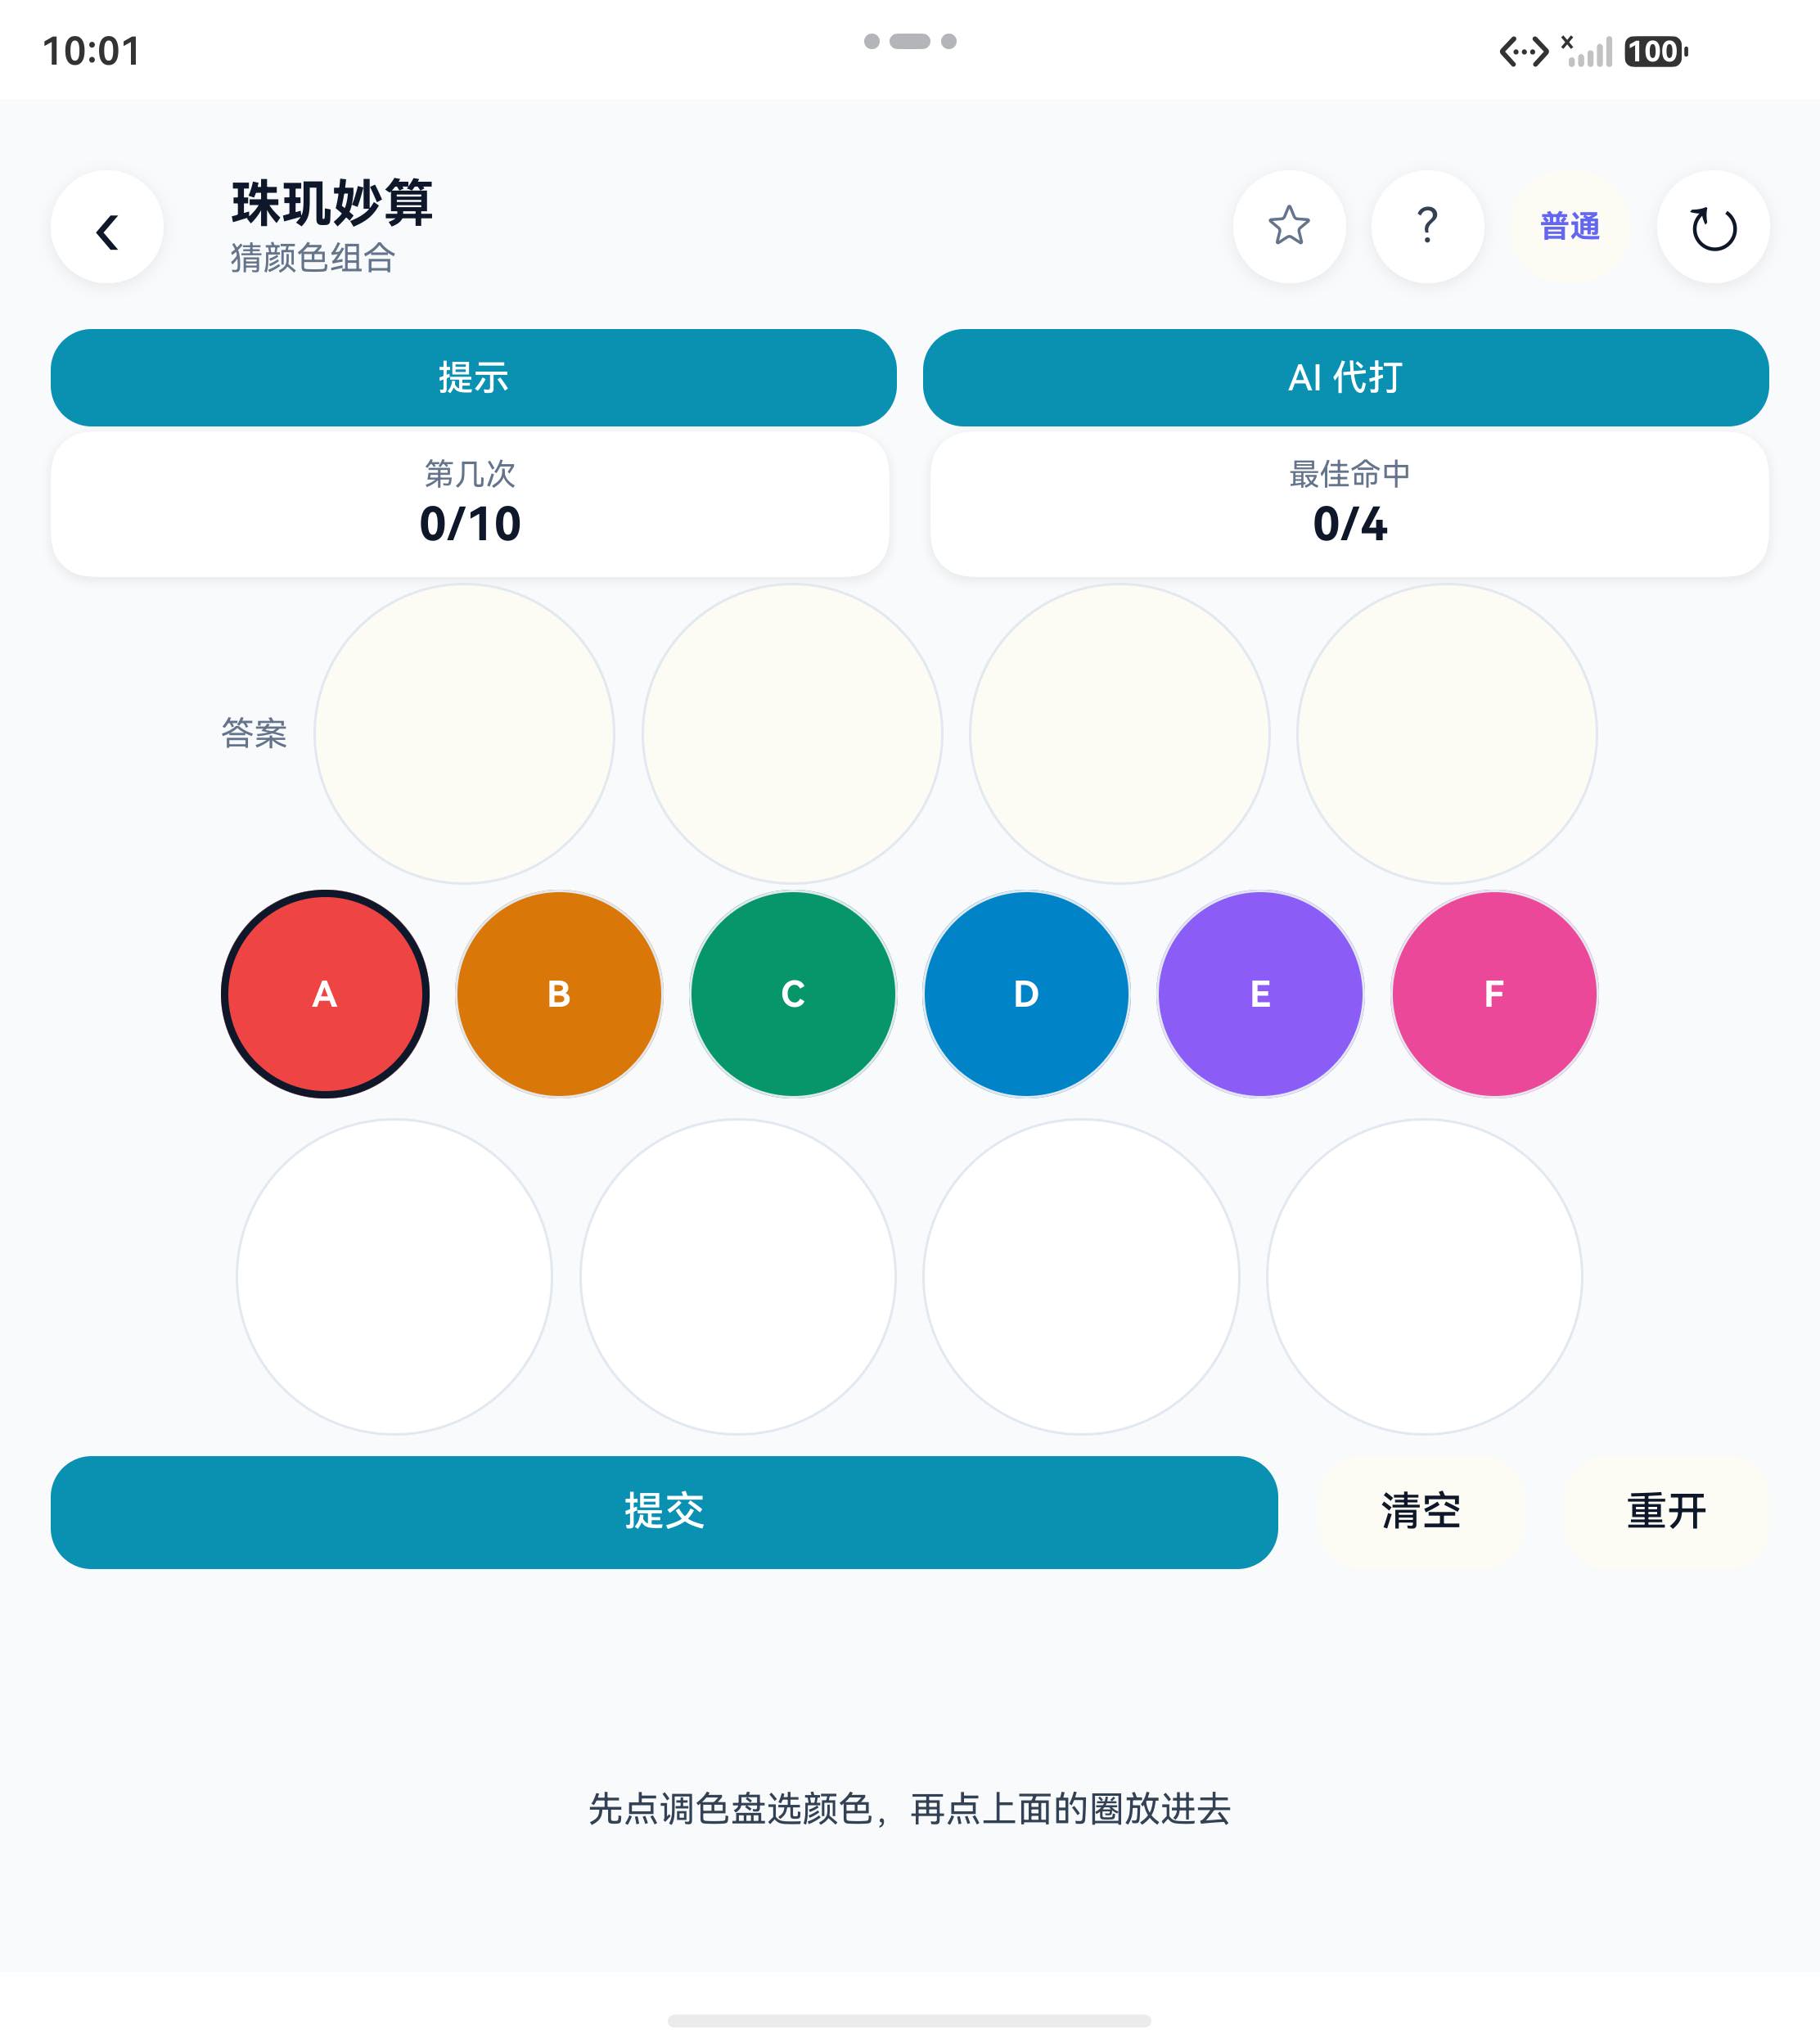 10:01
100
珠玑妙算
猜颜色组合
?
普通
提示
AI 代打
第几次
0/10
最佳命中
0/4
答案
A
B
C
D
E
F
提交
清空
重开
先点调色盘选颜色，再点上面的圈放进去